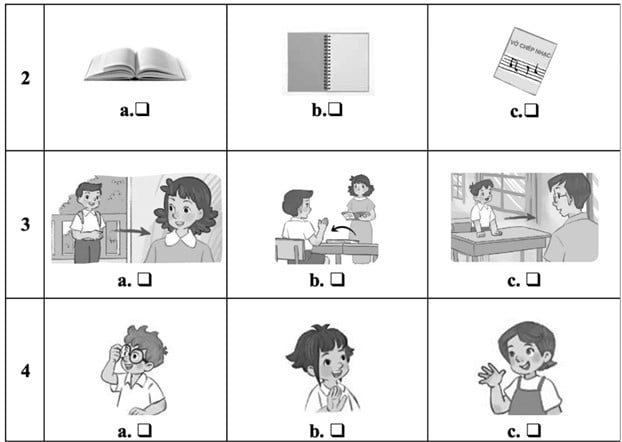 2
VỞ CHÉP NHẠC
a. ❑
b. ❑
c. ❑
3
a. ❑
b. ❑
c. ❑
4
a. ❑
b. ❑
c. ❑